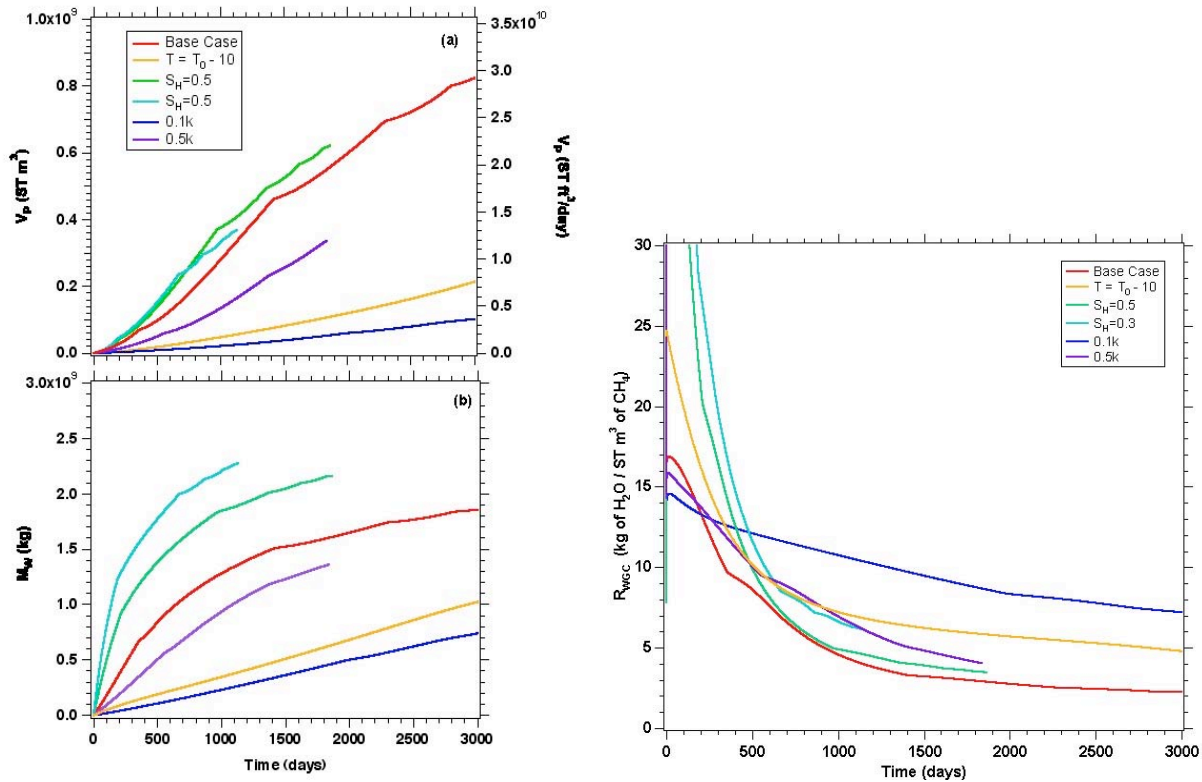 1.0x10⁹
0.8
0.6
0.4
0.2
0.0
V_P (ST m³)
(a)
Base Case
T = T₀ - 10
S_H=0.5
S_H=0.5
0.1k
0.5k
3.5x10¹⁰
3.0
2.5
2.0
1.5
1.0
0.5
0.0
V_P (ST ft³/day)
3.0x10⁹
2.5
2.0
1.5
1.0
0.5
0.0
M_W (kg)
(b)
0 500 1000 1500 2000 2500 3000
Time (days)
30
25
20
15
10
5
0
R_WGC (kg of H₂O / ST m³ of CH₄)
Base Case
T = T₀ - 10
S_H=0.5
S_H=0.3
0.1k
0.5k
0 500 1000 1500 2000 2500 3000
Time (days)